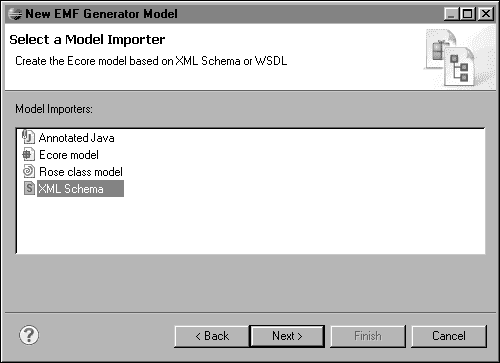 New EMF Generator Model
Select a Model Importer
Create the Ecore model based on XML Schema or WSDL
Model Importers:
Annotated Java
Ecore model
Rose class model
XML Schema
< Back Next > Finish Cancel